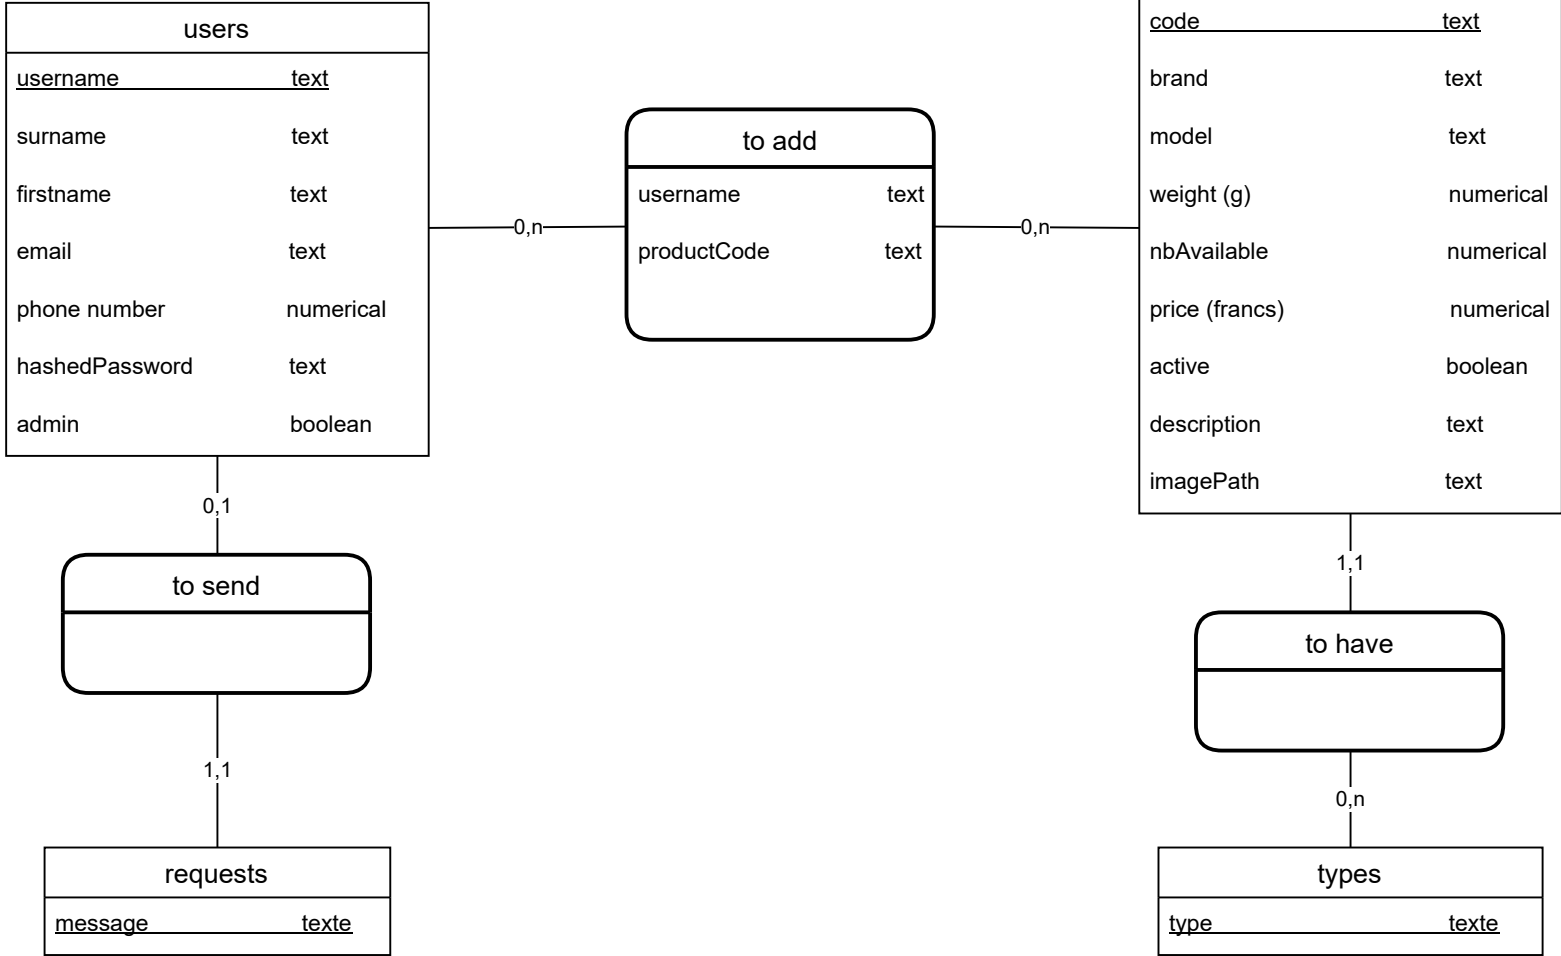 users
username text
surname text
firstname text
email text
phone number numerical
hashedPassword text
admin boolean
0,n
to add
username text
productCode text
0,n
code text
brand text
model text
weight (g) numerical
nbAvailable numerical
price (francs) numerical
active boolean
description text
imagePath text
0,1
to send
1,1
requests
message texte
1,1
to have
0,n
types
type texte